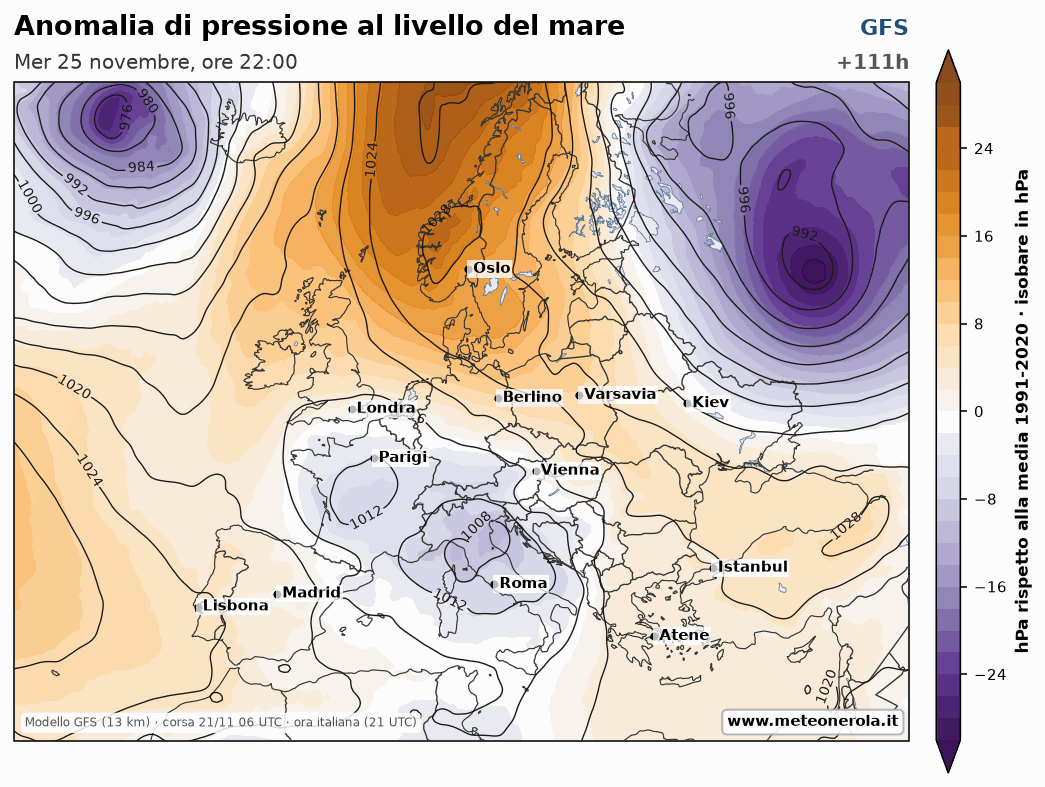 Anomalia di pressione al livello del mare
GFS
Mer 25 novembre, ore 22:00
+111h
980
976
984
992
996
1000
1024
1028
996
996
992
Oslo
1020
1024
Londra
Berlino
Varsavia
Kiev
Parigi
Vienna
1012
1008
1028
Istanbul
Roma
Madrid
1012
Lisbona
Atene
1020
24
16
8
0
−8
−16
−24
hPa rispetto alla media 1991-2020 · isobare in hPa
Modello GFS (13 km) · corsa 21/11 06 UTC · ora italiana (21 UTC)
www.meteonerola.it